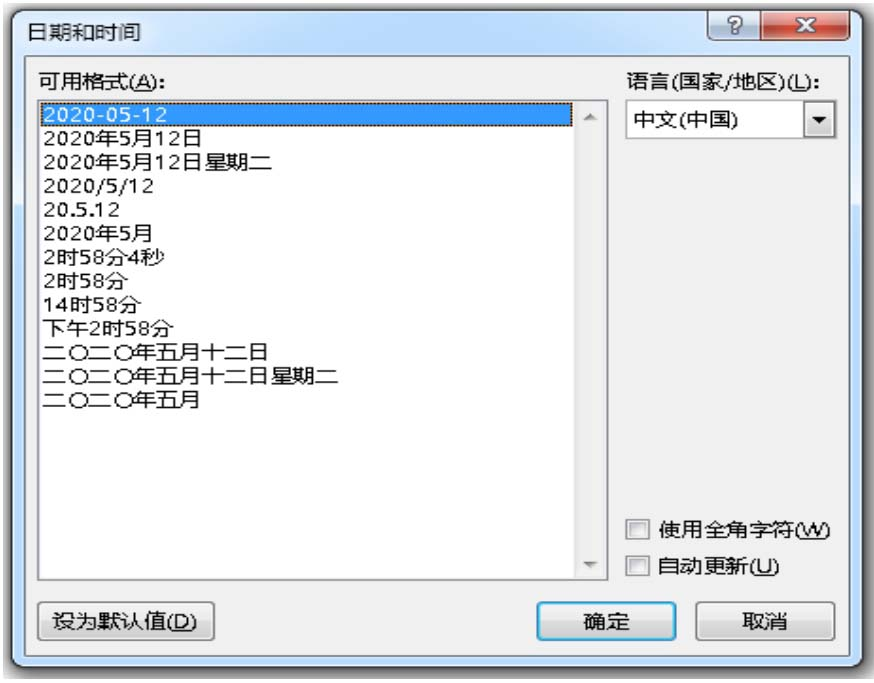 日期和时间
可用格式(A):
语言(国家/地区)(L):
2020-05-12
中文(中国)
2020年5月12日
2020年5月12日星期二
2020/5/12
20.5.12
2020年5月
2时58分4秒
2时58分
14时58分
下午2时58分
二〇二〇年五月十二日
二〇二〇年五月十二日星期二
二〇二〇年五月
使用全角字符(W)
自动更新(U)
设为默认值(D)
确定
取消